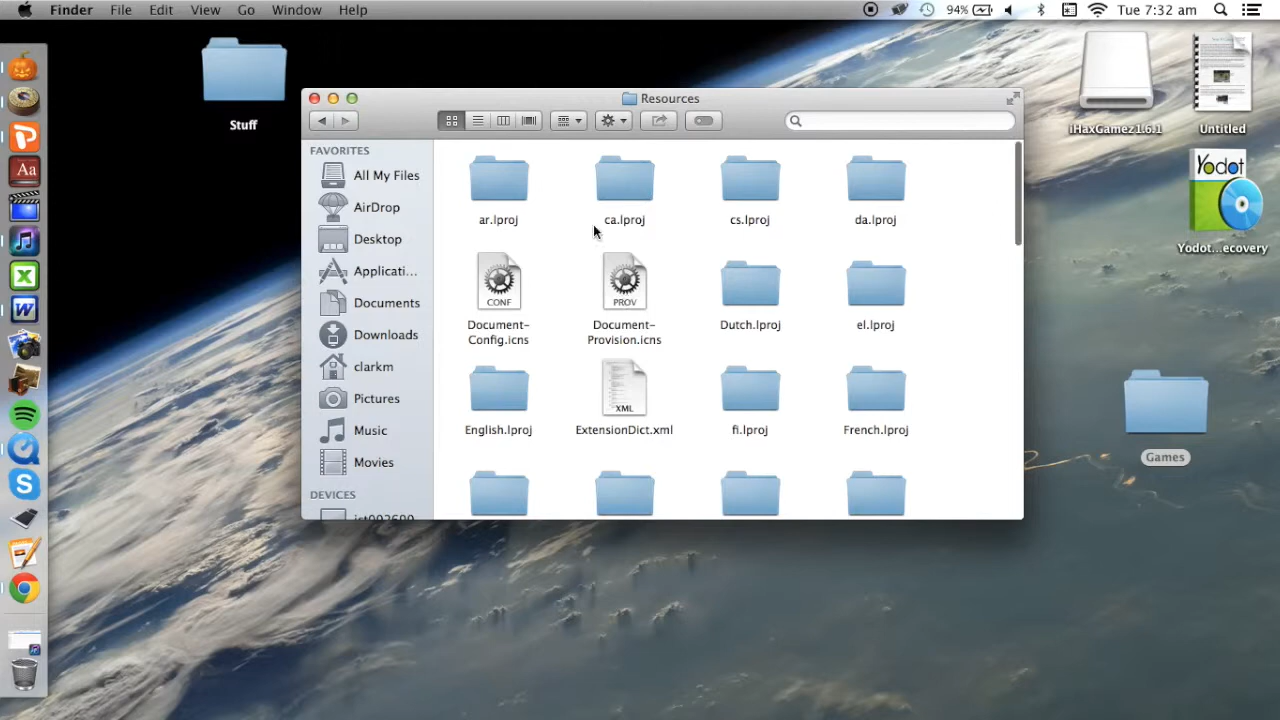 Finder File Edit View Go Window Help
94% Tue 7:32 am
Stuff
Resources
FAVORITES
All My Files
AirDrop
Desktop
Applicati...
Documents
Downloads
clarkm
Pictures
Music
Movies
DEVICES
ar.lproj ca.lproj cs.lproj da.lproj
CONF PROV
Document-
Config.icns
Document-
Provision.icns
Dutch.lproj el.lproj
XML
English.lproj ExtensionDict.xml fi.lproj French.lproj
iHaxGamez1.6.1 Untitled
Yodot
Yodot...ecovery
Games
Aa
W